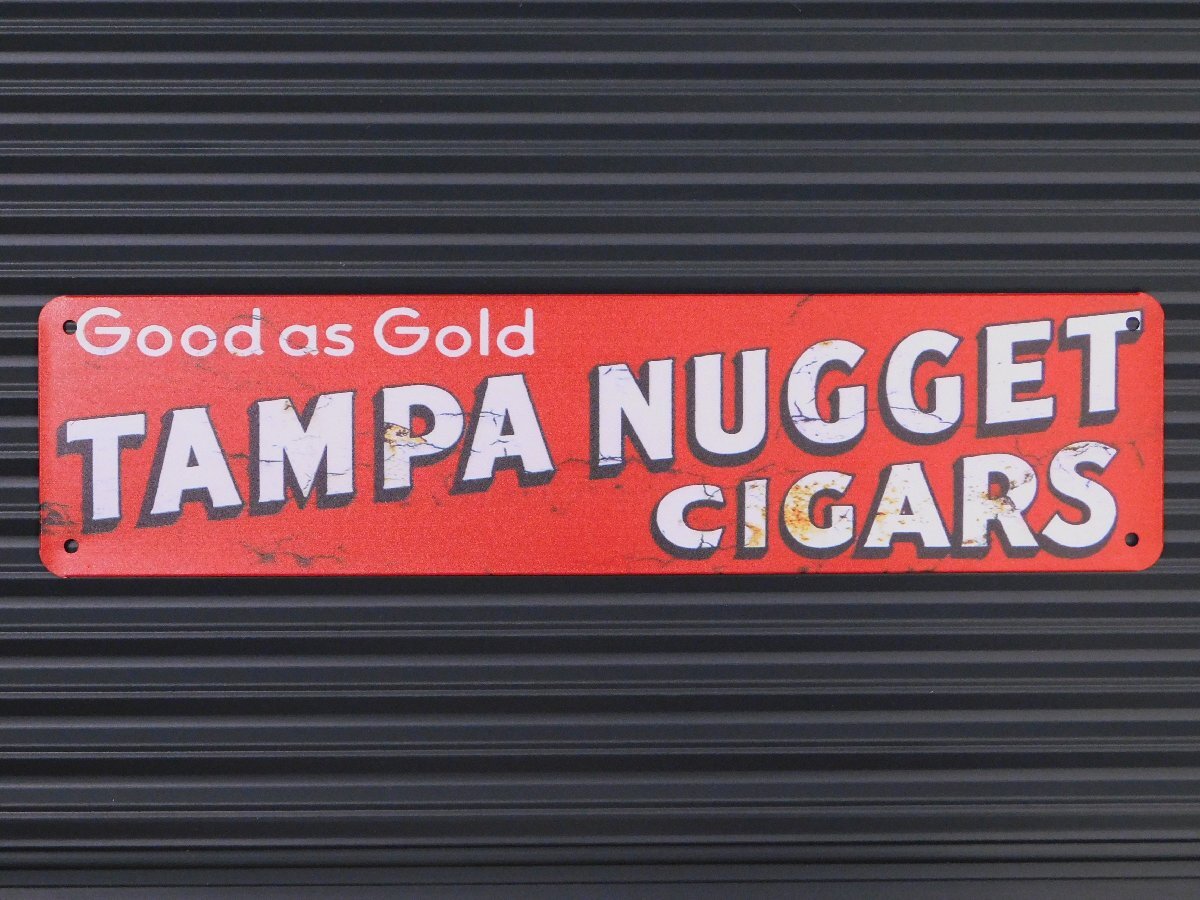 Good as Gold
TAMPA NUGGET
CIGARS